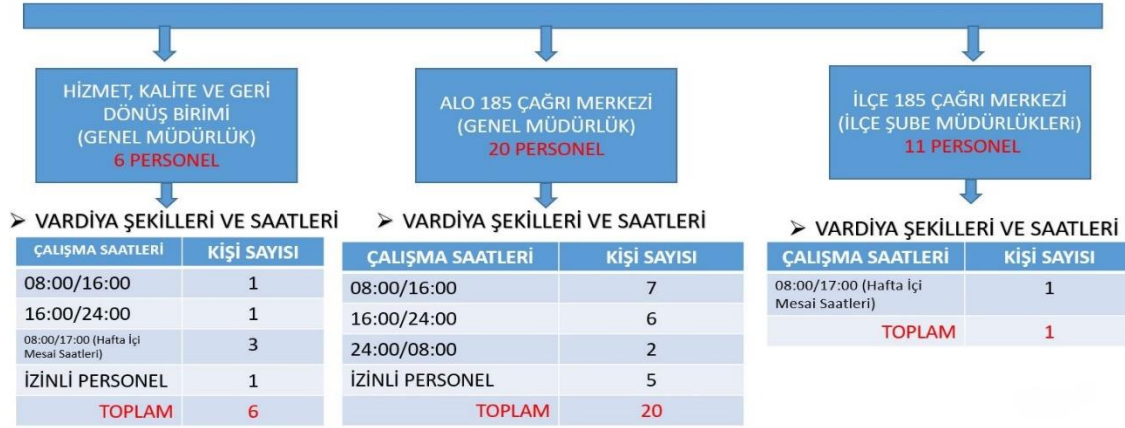 HİZMET, KALİTE VE GERİ
DÖNÜŞ BİRİMİ
(GENEL MÜDÜRLÜK)
6 PERSONEL
ALO 185 ÇAĞRI MERKEZİ
(GENEL MÜDÜRLÜK)
20 PERSONEL
İLÇE 185 ÇAĞRI MERKEZİ
(İLÇE ŞUBE MÜDÜRLÜKLERi)
11 PERSONEL
➢ VARDİYA ŞEKİLLERİ VE SAATLERİ
ÇALIŞMA SAATLERİ KİŞİ SAYISI
08:00/16:00 1
16:00/24:00 1
08:00/17:00 (Hafta İçi
Mesai Saatleri) 3
İZİNLİ PERSONEL 1
TOPLAM 6
➢ VARDİYA ŞEKİLLERİ VE SAATLERİ
ÇALIŞMA SAATLERİ KİŞİ SAYISI
08:00/16:00 7
16:00/24:00 6
24:00/08:00 2
İZİNLİ PERSONEL 5
TOPLAM 20
➢ VARDİYA ŞEKİLLERİ VE SAATLERİ
ÇALIŞMA SAATLERİ KİŞİ SAYISI
08:00/17:00 (Hafta İçi
Mesai Saatleri) 1
TOPLAM 1